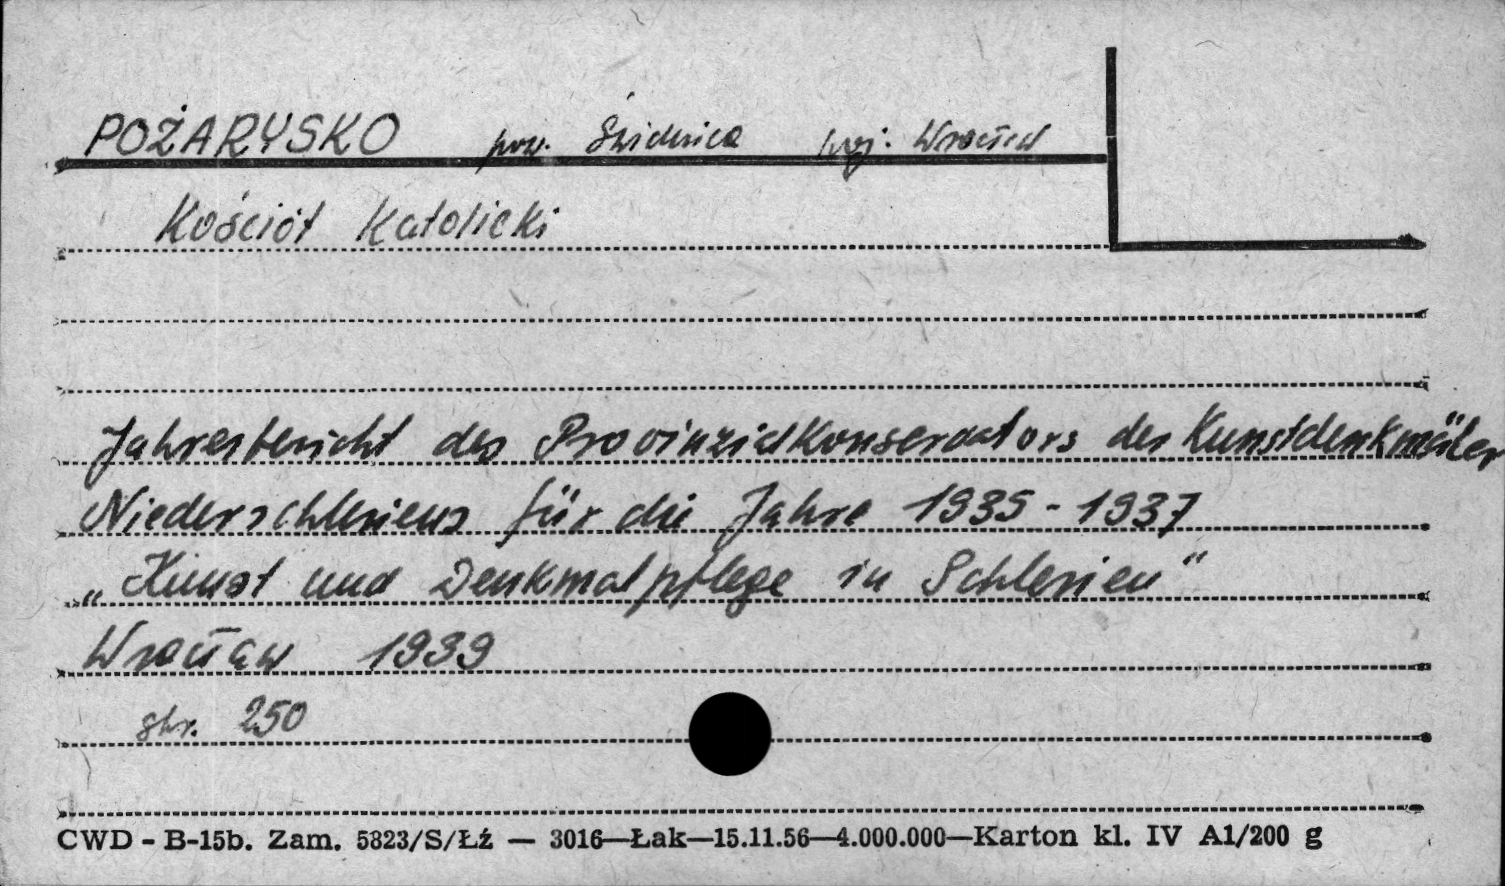 POŻARYSKO pow. Świdnica woj. Wrocław
Kościół Katolicki
Jahresbericht des Provinzialkonservators der Kunstdenkmäler
Niederschlesiens für die Jahre 1935-1937
„Kunst und Denkmalpflege in Schlesien"
Wrocław 1939
str. 250
CWD - B-15b. Zam. 5823/S/Łź — 3016—Łak—15.11.56—4.000.000—Karton kl. IV A1/200 g